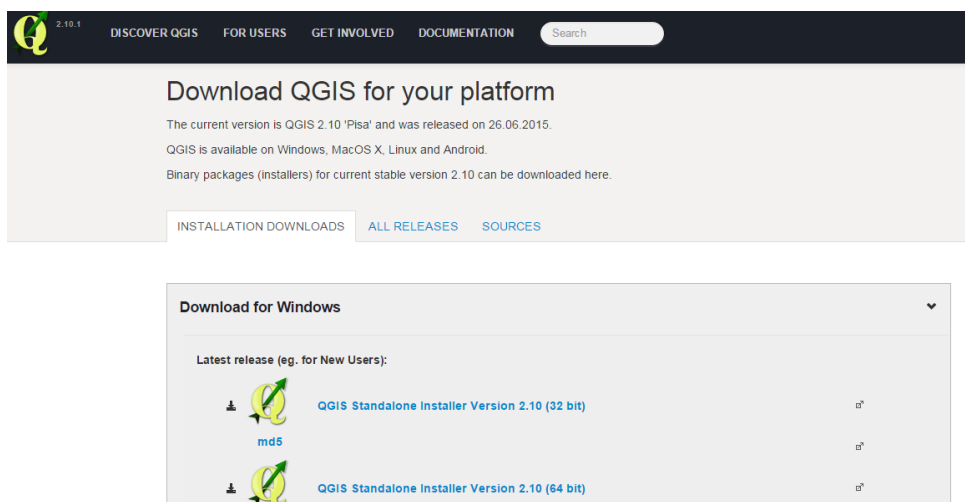 2.10.1
DISCOVER QGIS FOR USERS GET INVOLVED DOCUMENTATION Search
Download QGIS for your platform
The current version is QGIS 2.10 'Pisa' and was released on 26.06.2015.
QGIS is available on Windows, MacOS X, Linux and Android.
Binary packages (installers) for current stable version 2.10 can be downloaded here.
INSTALLATION DOWNLOADS ALL RELEASES SOURCES
Download for Windows
Latest release (eg. for New Users):
QGIS Standalone Installer Version 2.10 (32 bit)
md5
QGIS Standalone Installer Version 2.10 (64 bit)